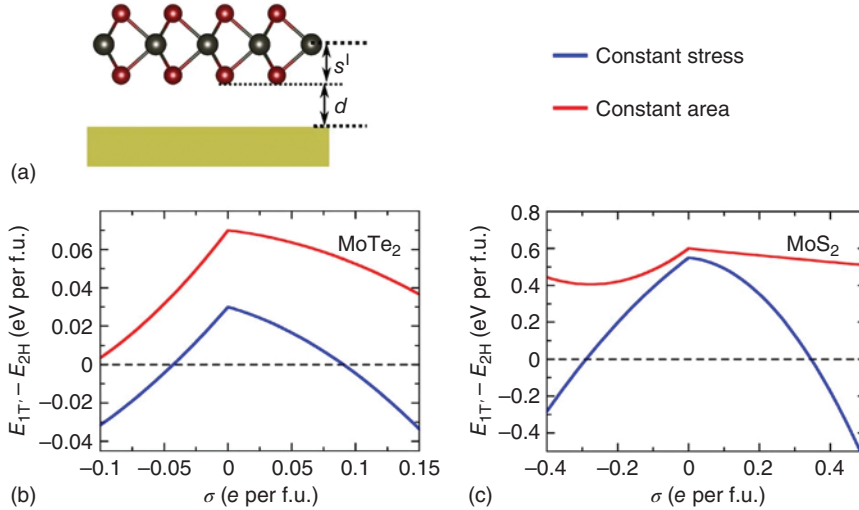 s^l
d
Constant stress
Constant area
(a)
MoTe₂
E₁T′ – E₂H (eV per f.u.)
0.06
0.04
0.02
0
–0.02
–0.04
–0.1
–0.05
0
0.05
0.1
0.15
σ (e per f.u.)
(b)
MoS₂
E₁T′ – E₂H (eV per f.u.)
0.8
0.6
0.4
0.2
0
–0.2
–0.4
–0.4
–0.2
0
0.2
0.4
σ (e per f.u.)
(c)